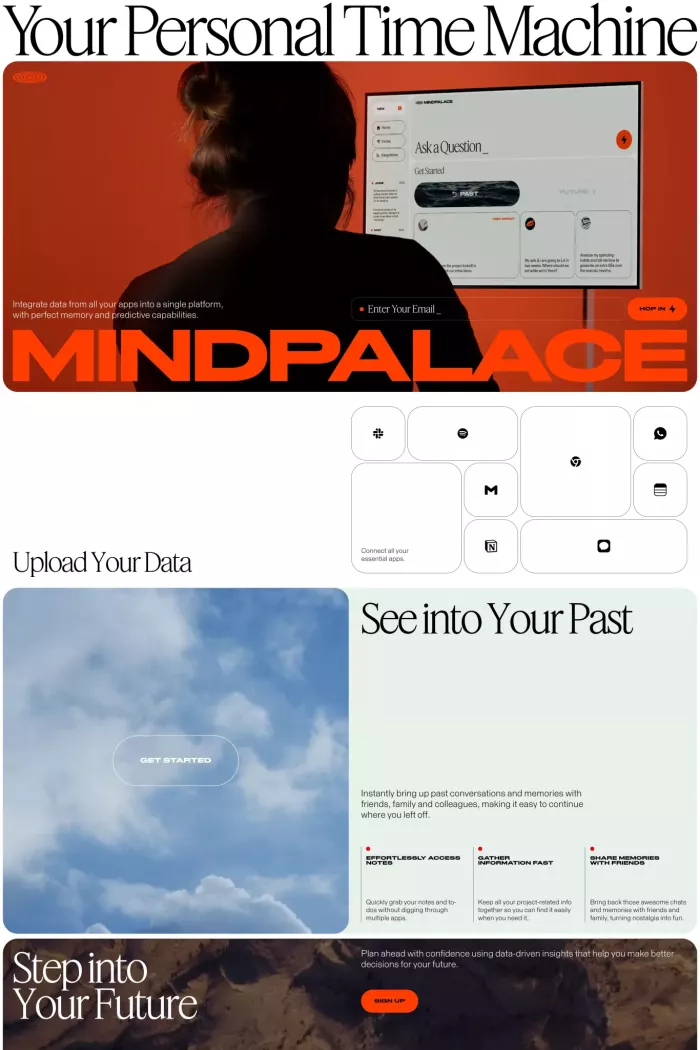 Your Personal Time Machine
MINDPALACE
Home
Ask a Question_
Get Started
PAST
FUTURE
Integrate data from all your apps into a single platform,
with perfect memory and predictive capabilities.
Enter Your Email_
HOP IN
MINDPALACE
Connect all your
essential apps.
Upload Your Data
See into Your Past
GET STARTED
Instantly bring up past conversations and memories with
friends, family and colleagues, making it easy to continue
where you left off.
EFFORTLESSLY ACCESS
NOTES
Quickly grab your notes and to-
dos without digging through
multiple apps.
GATHER
INFORMATION FAST
Keep all your project-related info
together so you can find it easily
when you need it.
SHARE MEMORIES
WITH FRIENDS
Bring back those awesome chats
and memories with friends and
family, turning nostalgia into fun.
Step into
Your Future
Plan ahead with confidence using data-driven insights that help you make better
decisions for your future.
SIGN UP